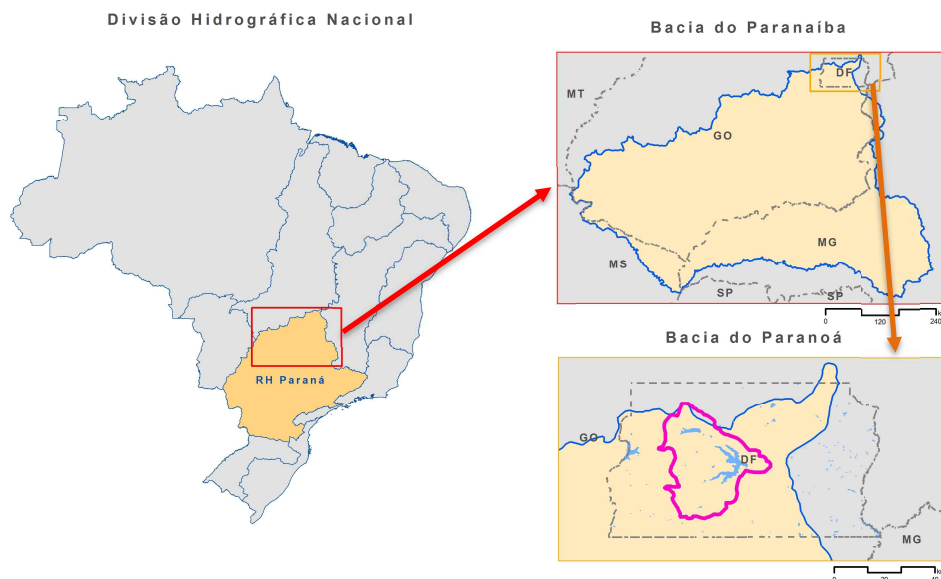 Divisão Hidrográfica Nacional
RH Paraná
Bacia do Paranaíba
DF
MT
GO
MG
MS
SP
SP
0
120
240
Bacia do Paranoá
GO
DF
MG